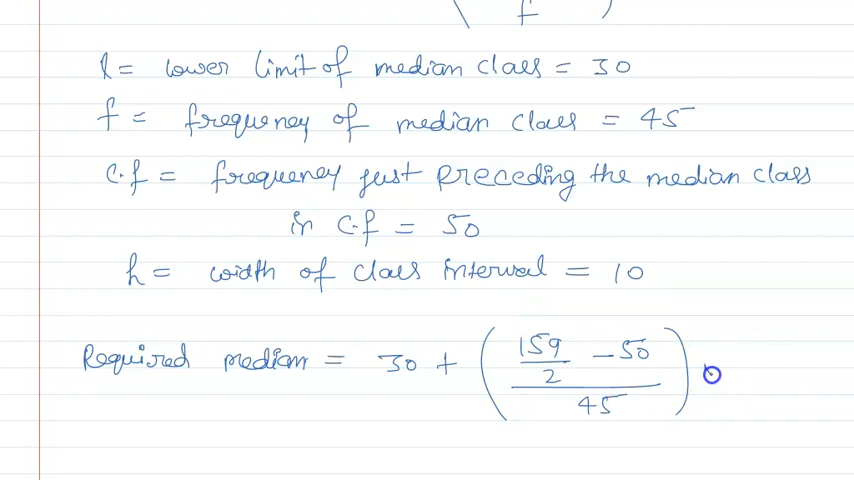 f
l = lower limit of median class = 30
f = frequency of median class = 45
C.f = frequency just preceding the median class
in C.f = 50
h = width of class interval = 10
Required median = 30 + ( (159/2 - 50) / 45 )